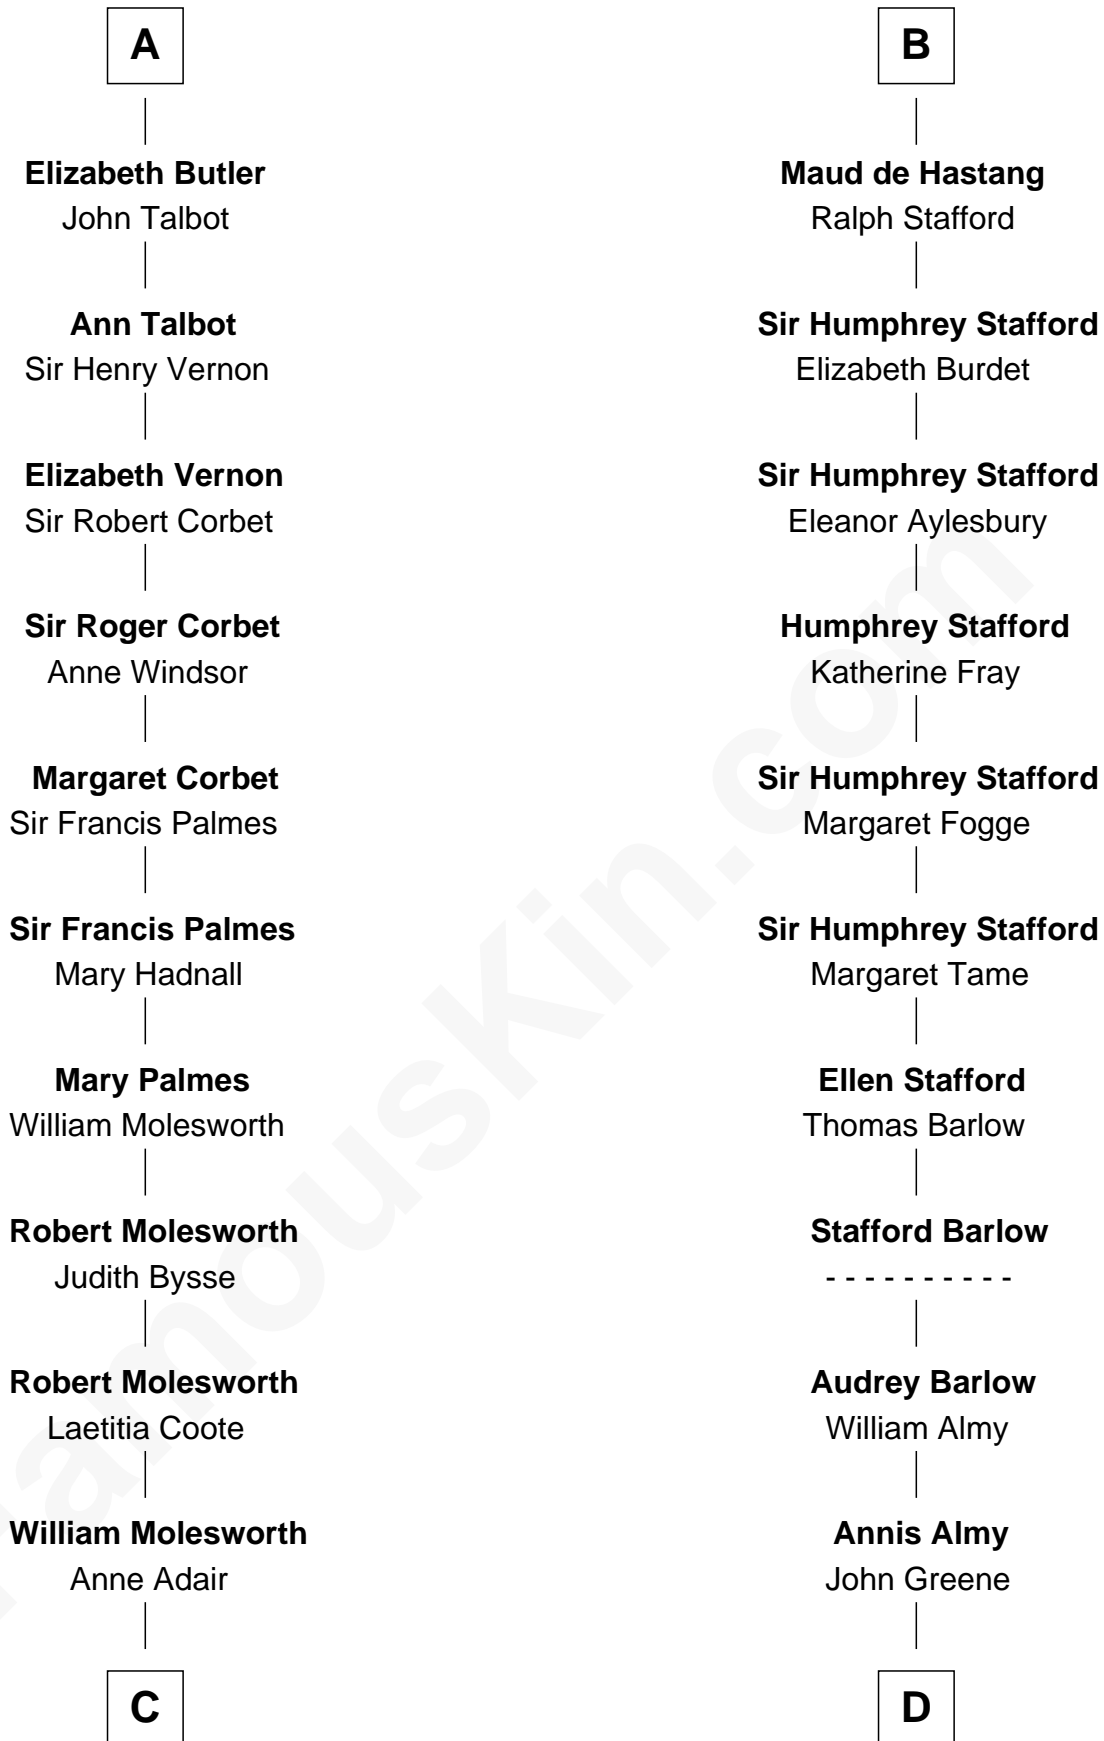 A
Elizabeth Butler
John Talbot
Ann Talbot
Sir Henry Vernon
Elizabeth Vernon
Sir Robert Corbet
Sir Roger Corbet
Anne Windsor
Margaret Corbet
Sir Francis Palmes
Sir Francis Palmes
Mary Hadnall
Mary Palmes
William Molesworth
Robert Molesworth
Judith Bysse
Robert Molesworth
Laetitia Coote
William Molesworth
Anne Adair
C
B
Maud de Hastang
Ralph Stafford
Sir Humphrey Stafford
Elizabeth Burdet
Sir Humphrey Stafford
Eleanor Aylesbury
Humphrey Stafford
Katherine Fray
Sir Humphrey Stafford
Margaret Fogge
Sir Humphrey Stafford
Margaret Tame
Ellen Stafford
Thomas Barlow
Stafford Barlow
- - - - - - - - - -
Audrey Barlow
William Almy
Annis Almy
John Greene
D
FamousKin.com